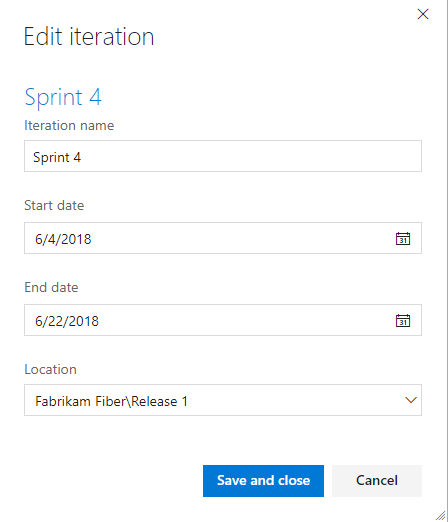 Edit iteration
Sprint 4
Iteration name
Sprint 4
Start date
6/4/2018
31
End date
6/22/2018
31
Location
Fabrikam Fiber\Release 1
Save and close Cancel